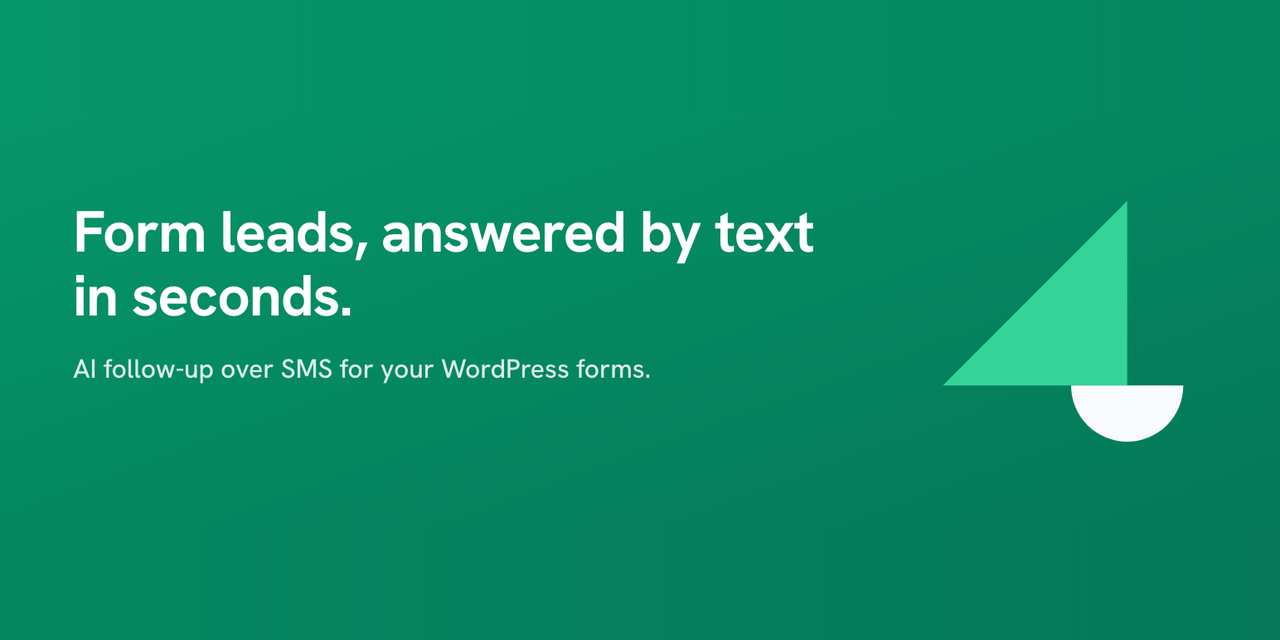 Form leads, answered by text
in seconds.
AI follow-up over SMS for your WordPress forms.